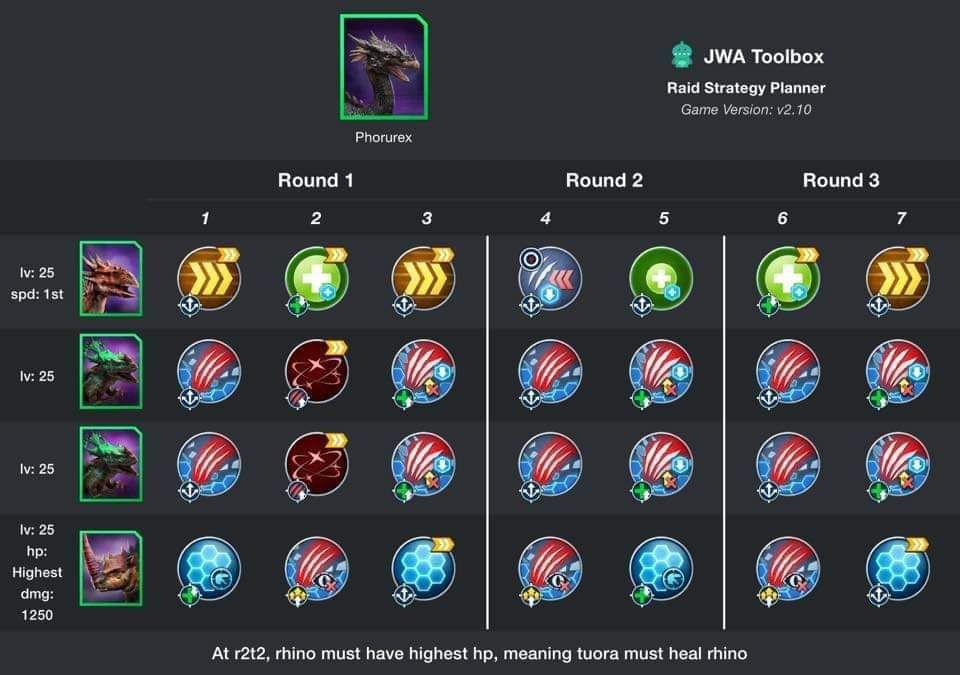 JWA Toolbox
Raid Strategy Planner
Game Version: v2.10
Phorurex
Round 1
Round 2
Round 3
1
2
3
4
5
6
7
lv: 25
spd: 1st
lv: 25
lv: 25
lv: 25
hp:
Highest
dmg:
1250
At r2t2, rhino must have highest hp, meaning tuora must heal rhino